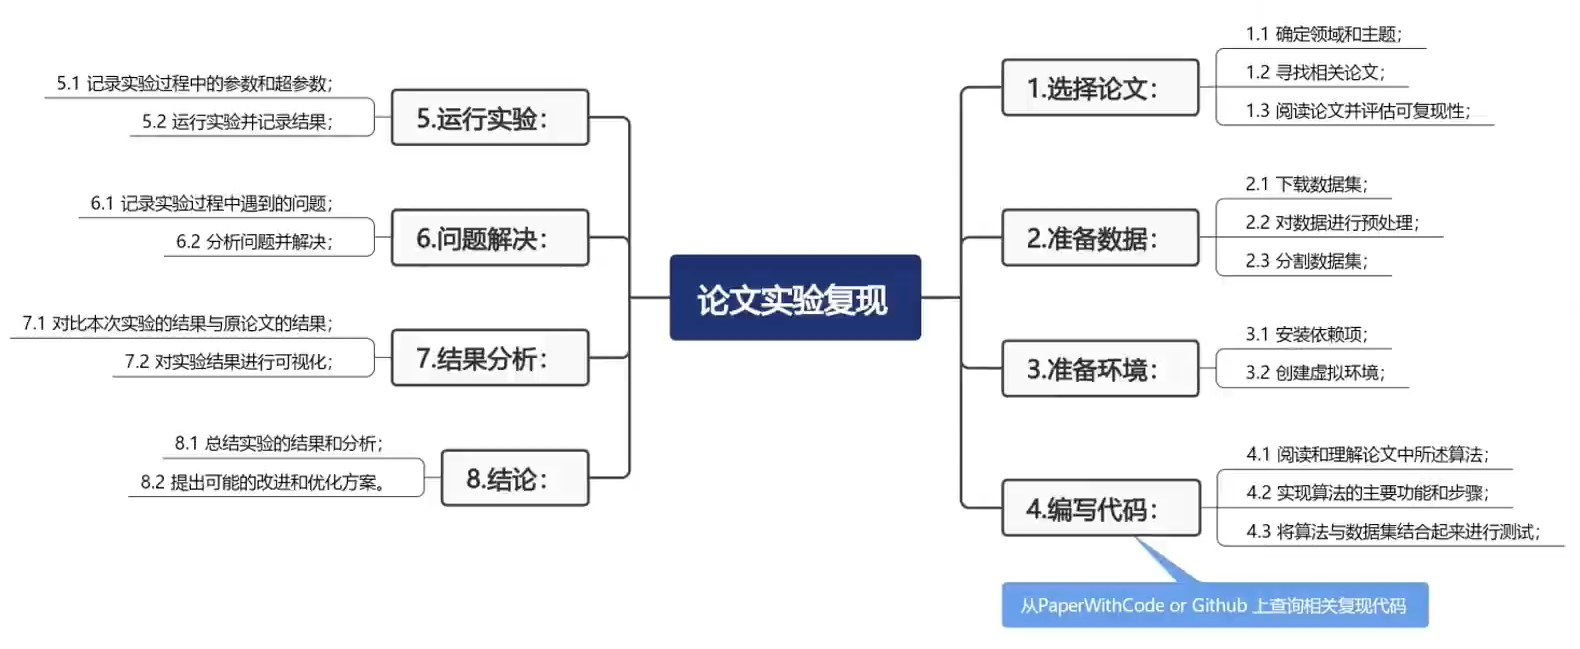 论文实验复现
1.选择论文：
1.1 确定领域和主题；
1.2 寻找相关论文；
1.3 阅读论文并评估可复现性；
2.准备数据：
2.1 下载数据集；
2.2 对数据进行预处理；
2.3 分割数据集；
3.准备环境：
3.1 安装依赖项；
3.2 创建虚拟环境；
4.编写代码：
4.1 阅读和理解论文中所述算法；
4.2 实现算法的主要功能和步骤；
4.3 将算法与数据集结合起来进行测试；
从PaperWithCode or Github 上查询相关复现代码
5.运行实验：
5.1 记录实验过程中的参数和超参数；
5.2 运行实验并记录结果；
6.问题解决：
6.1 记录实验过程中遇到的问题；
6.2 分析问题并解决；
7.结果分析：
7.1 对比本次实验的结果与原论文的结果；
7.2 对实验结果进行可视化；
8.结论：
8.1 总结实验的结果和分析；
8.2 提出可能的改进和优化方案。